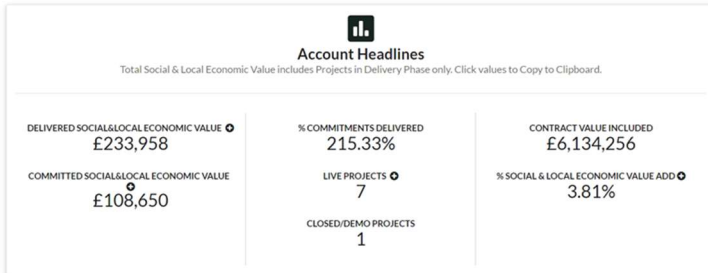 Account Headlines
Total Social & Local Economic Value includes Projects in Delivery Phase only. Click values to Copy to Clipboard.
DELIVERED SOCIAL&LOCAL ECONOMIC VALUE
£233,958
COMMITTED SOCIAL&LOCAL ECONOMIC VALUE
£108,650
% COMMITMENTS DELIVERED
215.33%
LIVE PROJECTS
7
CLOSED/DEMO PROJECTS
1
CONTRACT VALUE INCLUDED
£6,134,256
% SOCIAL & LOCAL ECONOMIC VALUE ADD
3.81%